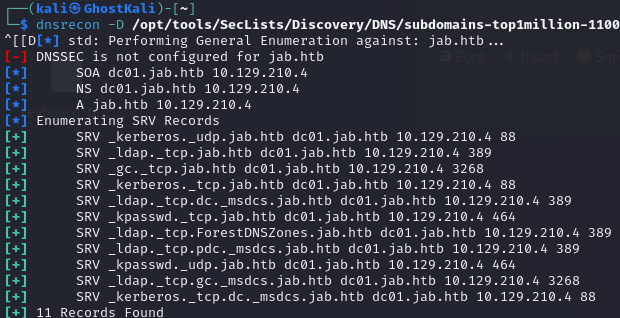 ┌──(kali㉿GhostKali)-[~]
└─$ dnsrecon -D /opt/tools/SecLists/Discovery/DNS/subdomains-top1million-1100
^[[D[*] std: Performing General Enumeration against: jab.htb...
[-] DNSSEC is not configured for jab.htb
[*] SOA dc01.jab.htb 10.129.210.4
[*] NS dc01.jab.htb 10.129.210.4
[*] A jab.htb 10.129.210.4
[*] Enumerating SRV Records
[+] SRV _kerberos._udp.jab.htb dc01.jab.htb 10.129.210.4 88
[+] SRV _ldap._tcp.jab.htb dc01.jab.htb 10.129.210.4 389
[+] SRV _gc._tcp.jab.htb dc01.jab.htb 10.129.210.4 3268
[+] SRV _kerberos._tcp.jab.htb dc01.jab.htb 10.129.210.4 88
[+] SRV _ldap._tcp.dc._msdcs.jab.htb dc01.jab.htb 10.129.210.4 389
[+] SRV _kpasswd._tcp.jab.htb dc01.jab.htb 10.129.210.4 464
[+] SRV _ldap._tcp.ForestDNSZones.jab.htb dc01.jab.htb 10.129.210.4 389
[+] SRV _ldap._tcp.pdc._msdcs.jab.htb dc01.jab.htb 10.129.210.4 389
[+] SRV _kpasswd._udp.jab.htb dc01.jab.htb 10.129.210.4 464
[+] SRV _ldap._tcp.gc._msdcs.jab.htb dc01.jab.htb 10.129.210.4 3268
[+] SRV _kerberos._tcp.dc._msdcs.jab.htb dc01.jab.htb 10.129.210.4 88
[+] 11 Records Found